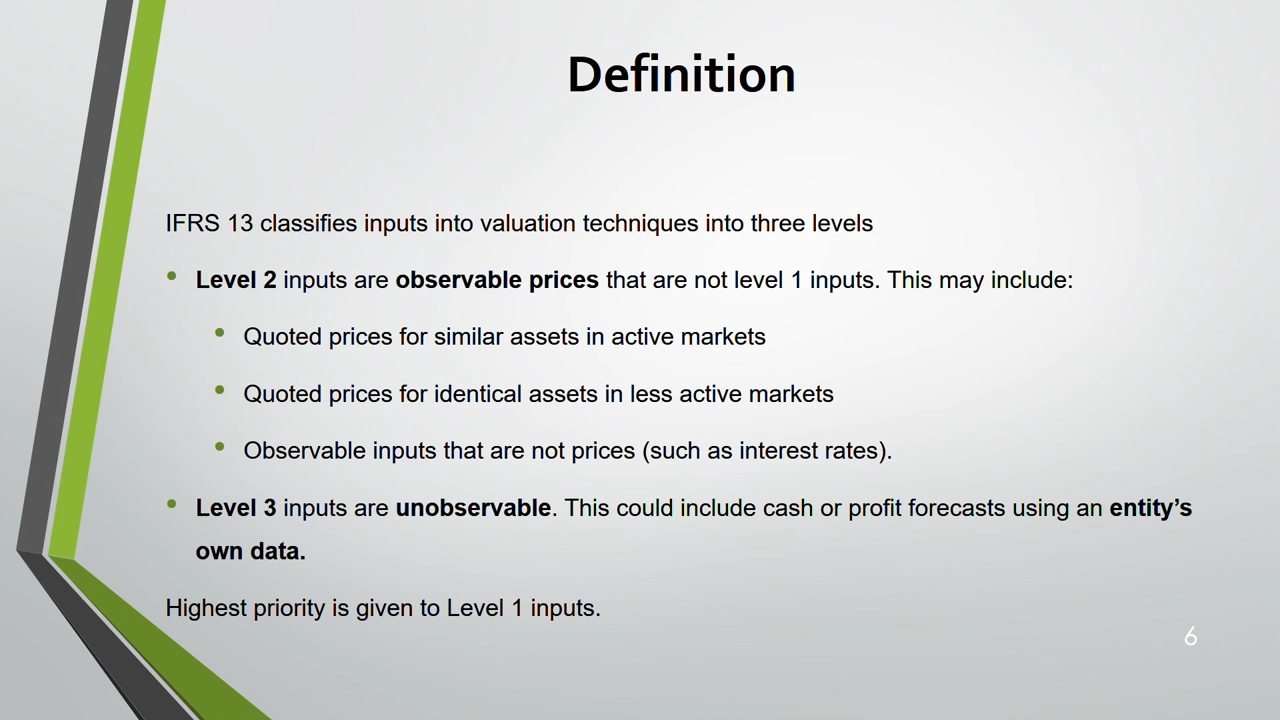 Definition
IFRS 13 classifies inputs into valuation techniques into three levels
Level 2 inputs are observable prices that are not level 1 inputs. This may include:
Quoted prices for similar assets in active markets
Quoted prices for identical assets in less active markets
Observable inputs that are not prices (such as interest rates).
Level 3 inputs are unobservable. This could include cash or profit forecasts using an entity’s
own data.
Highest priority is given to Level 1 inputs.
6